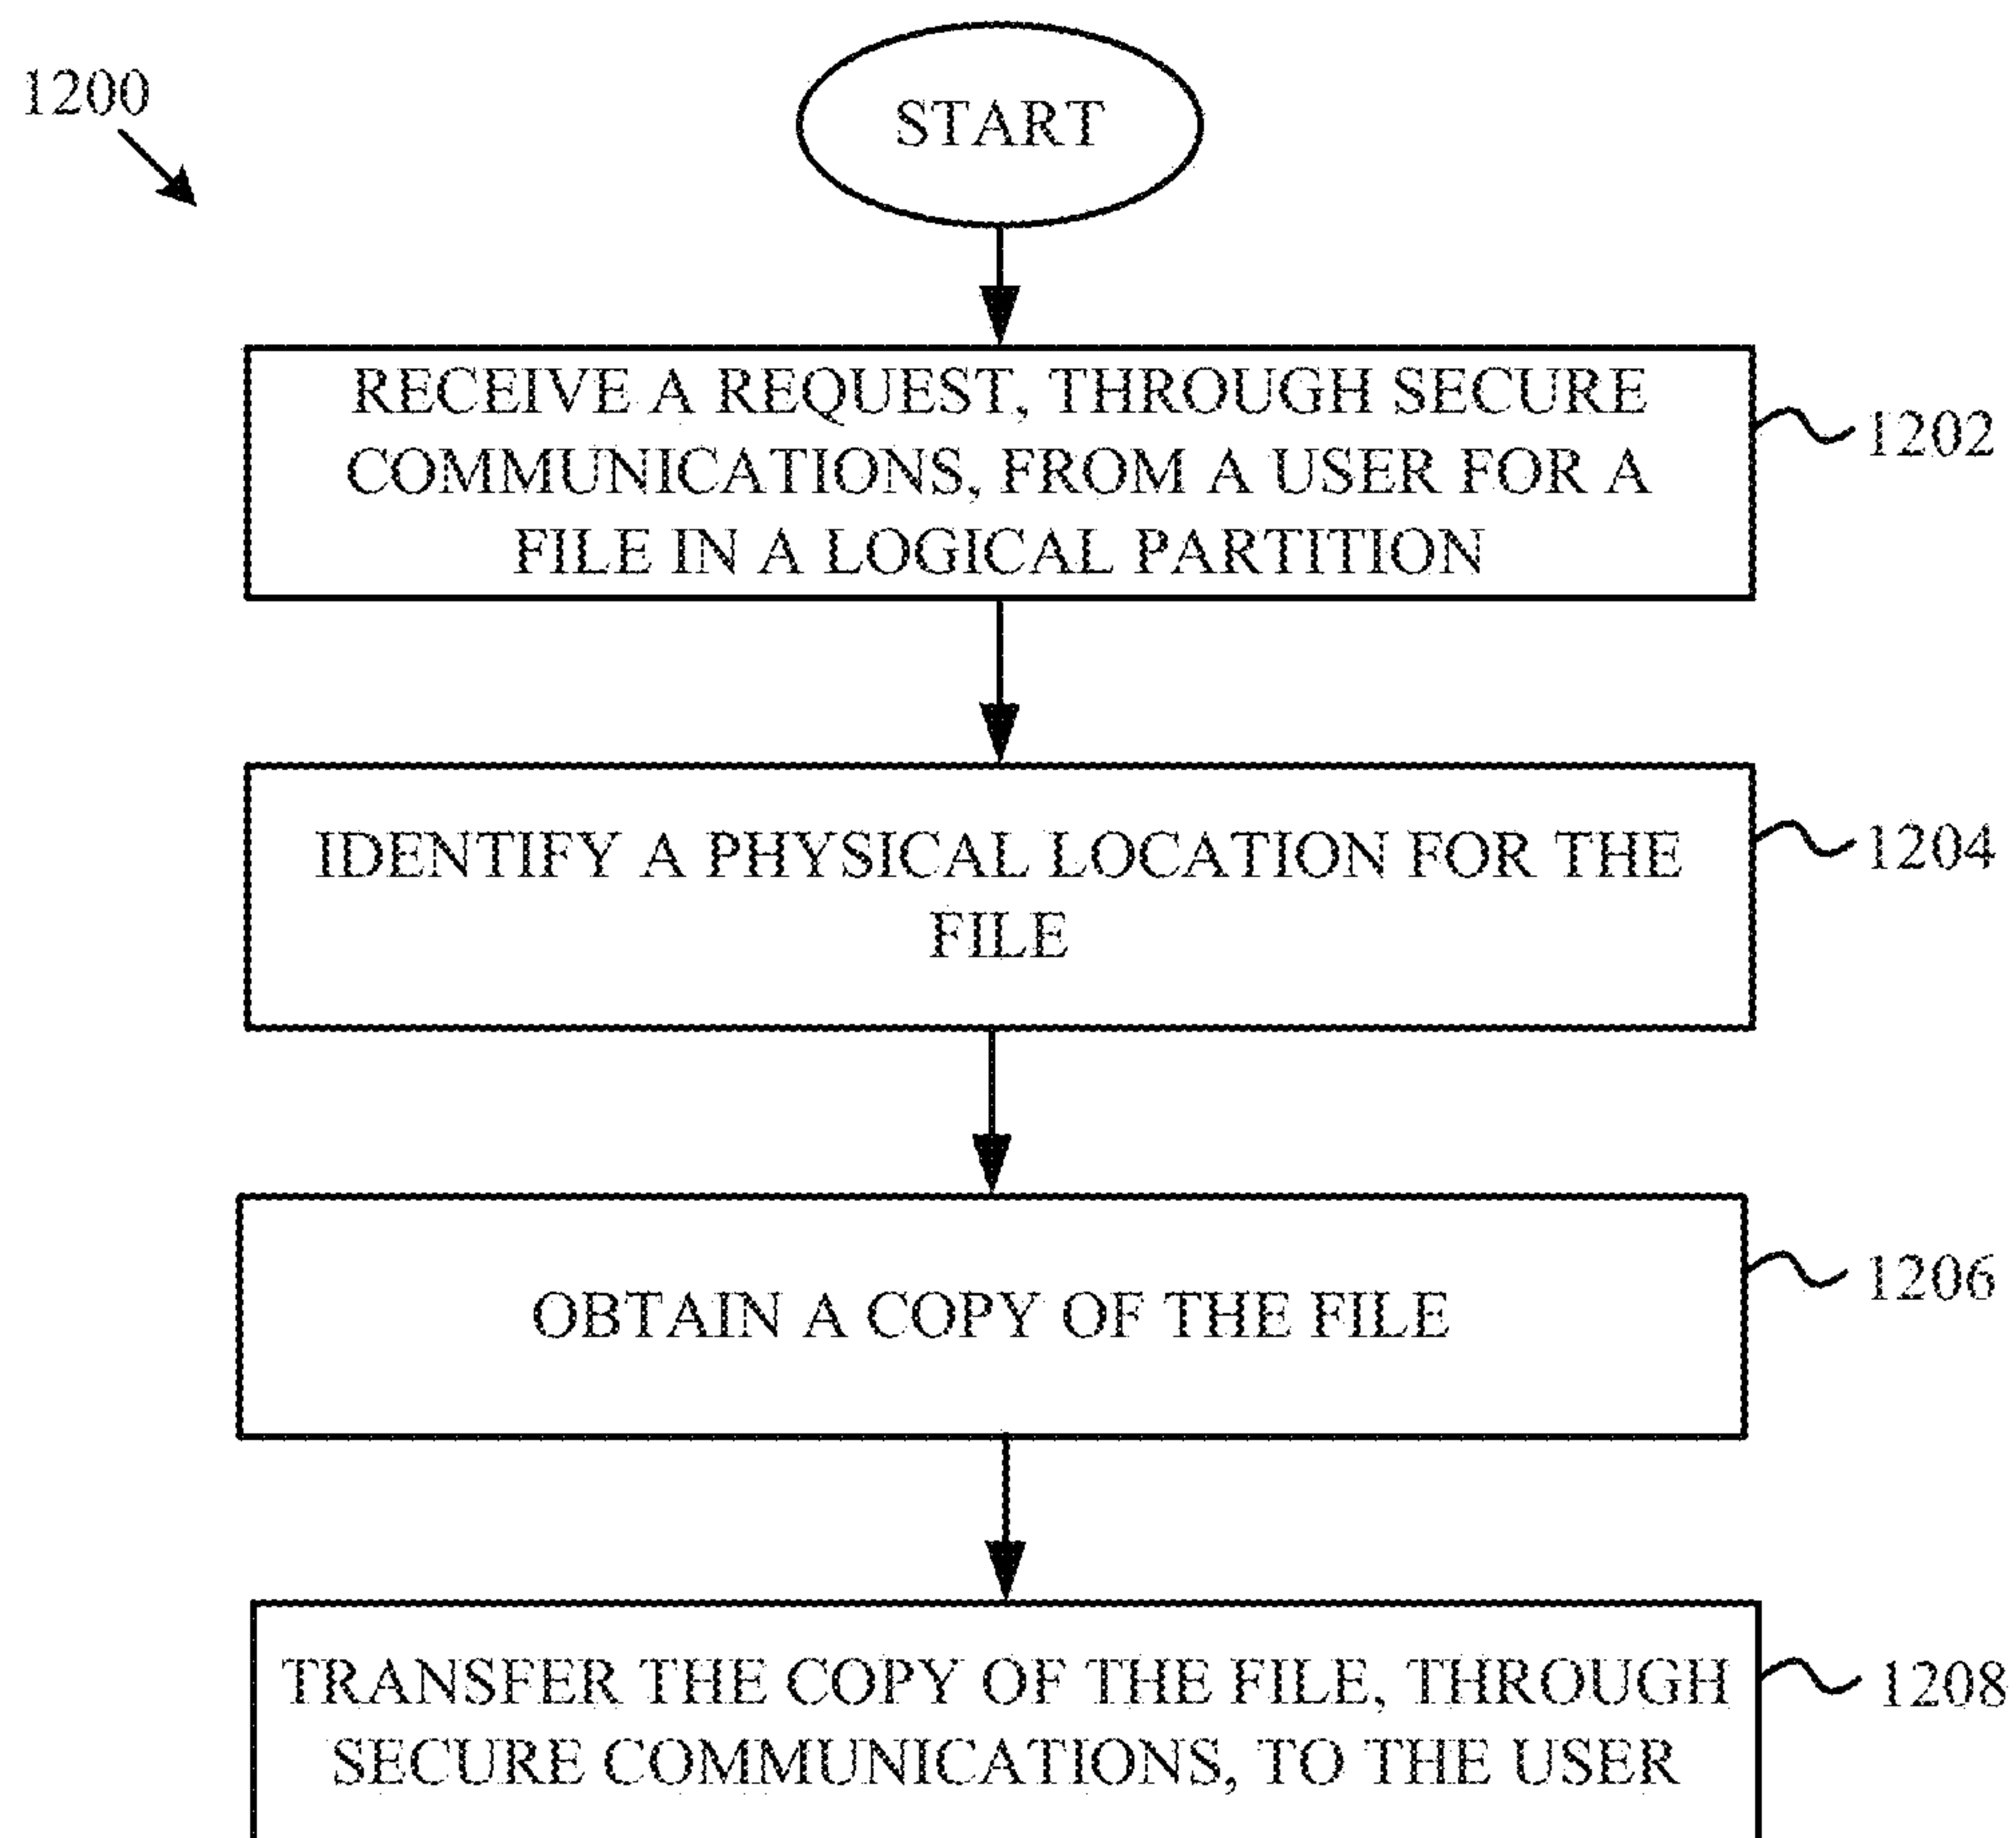 1200
START
RECEIVE A REQUEST, THROUGH SECURE
COMMUNICATIONS, FROM A USER FOR A
FILE IN A LOGICAL PARTITION
1202
IDENTIFY A PHYSICAL LOCATION FOR THE
FILE
1204
OBTAIN A COPY OF THE FILE
1206
TRANSFER THE COPY OF THE FILE, THROUGH
SECURE COMMUNICATIONS, TO THE USER
1208